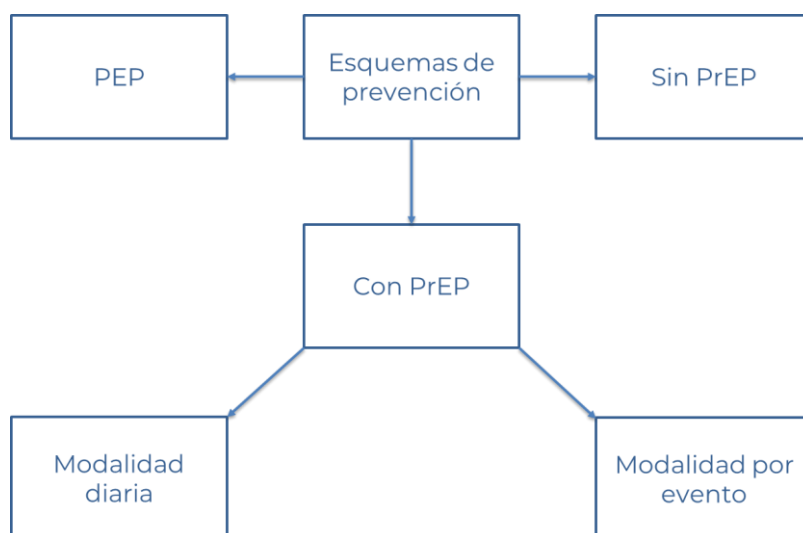 PEP
Esquemas de
prevención
Sin PrEP
Con PrEP
Modalidad
diaria
Modalidad por
evento